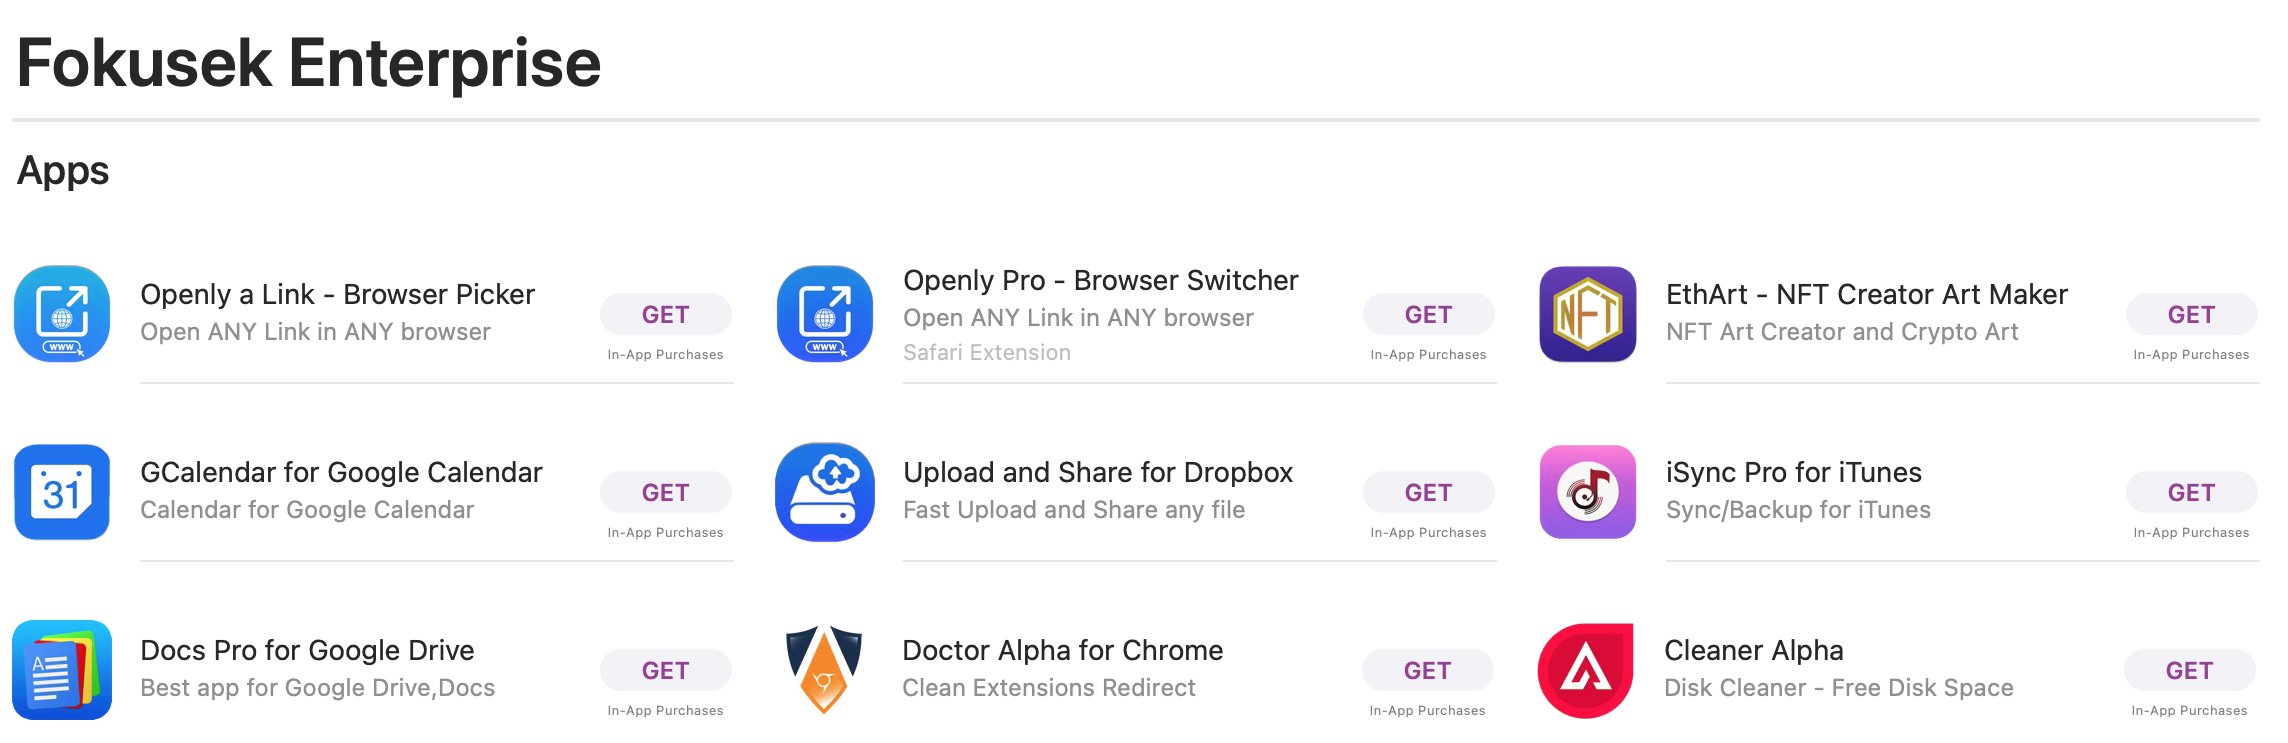 Fokusek Enterprise
Apps
Openly a Link - Browser Picker
Open ANY Link in ANY browser
GET
In-App Purchases
www
Openly Pro - Browser Switcher
Open ANY Link in ANY browser
Safari Extension
GET
In-App Purchases
www
EthArt - NFT Creator Art Maker
NFT Art Creator and Crypto Art
GET
In-App Purchases
NFT
GCalendar for Google Calendar
Calendar for Google Calendar
GET
In-App Purchases
31
Upload and Share for Dropbox
Fast Upload and Share any file
GET
In-App Purchases
iSync Pro for iTunes
Sync/Backup for iTunes
GET
In-App Purchases
Docs Pro for Google Drive
Best app for Google Drive,Docs
GET
In-App Purchases
A
Doctor Alpha for Chrome
Clean Extensions Redirect
GET
In-App Purchases
Cleaner Alpha
Disk Cleaner - Free Disk Space
GET
In-App Purchases